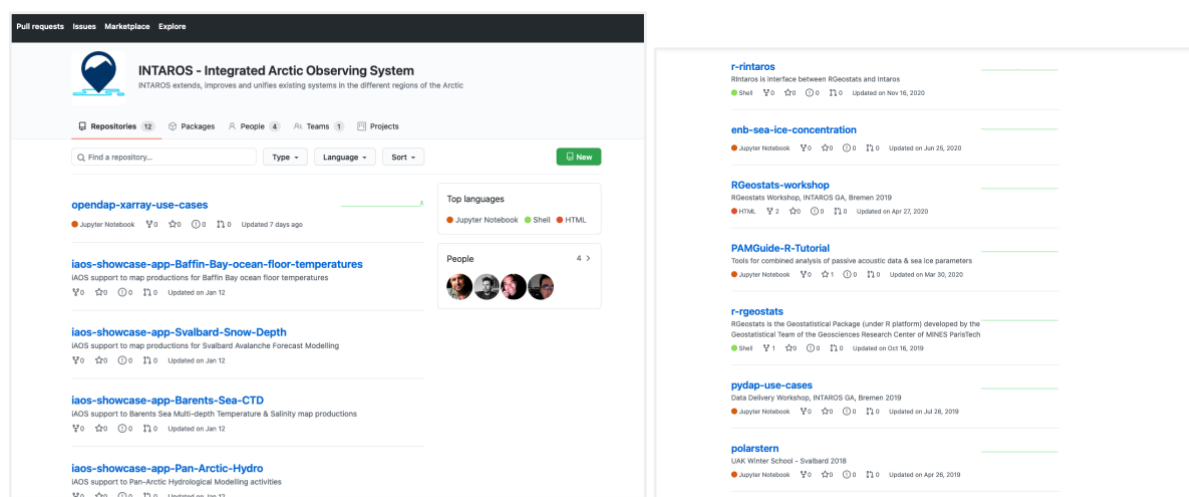 Pull requests Issues Marketplace Explore
INTAROS - Integrated Arctic Observing System
INTAROS extends, improves and unifies existing systems in the different regions of the Arctic
Repositories 12 Packages People 4 Teams 1 Projects
Find a repository... Type Language Sort New
opendap-xarray-use-cases
Jupyter Notebook 0 0 0 0 Updated 7 days ago
iaos-showcase-app-Baffin-Bay-ocean-floor-temperatures
iAOS support to map productions for Baffin Bay ocean floor temperatures
0 0 0 0 Updated on Jan 12
iaos-showcase-app-Svalbard-Snow-Depth
iAOS support to map productions for Svalbard Avalanche Forecast Modelling
0 0 0 0 Updated on Jan 12
iaos-showcase-app-Barents-Sea-CTD
iAOS support to Barents Sea Multi-depth Temperature & Salinity map productions
0 0 0 0 Updated on Jan 12
iaos-showcase-app-Pan-Arctic-Hydro
iAOS support to Pan-Arctic Hydrological Modelling activities
0 0 0 0 Updated on Jan 12
Top languages
Jupyter Notebook Shell HTML
People 4 >
r-rintaros
RIntaros is interface between RGeostats and Intaros
Shell 0 0 0 0 Updated on Nov 16, 2020
enb-sea-ice-concentration
Jupyter Notebook 0 0 0 0 Updated on Jun 25, 2020
RGeostats-workshop
RGeostats Workshop, INTAROS GA, Bremen 2019
HTML 2 0 0 0 Updated on Apr 27, 2020
PAMGuide-R-Tutorial
Tools for combined analysis of passive acoustic data & sea ice parameters
Jupyter Notebook 0 1 0 0 Updated on Mar 30, 2020
r-rgeostats
RGeostats is the Geostatistical Package (under R platform) developed by the
Geostatistical Team of the Geosciences Research Center of MINES ParisTech
Shell 1 0 0 0 Updated on Oct 16, 2019
pydap-use-cases
Data Delivery Workshop, INTAROS GA, Bremen 2019
Jupyter Notebook 0 0 0 0 Updated on Jul 26, 2019
polarstern
UAK Winter School - Svalbard 2018
Jupyter Notebook 0 0 0 0 Updated on Apr 26, 2019